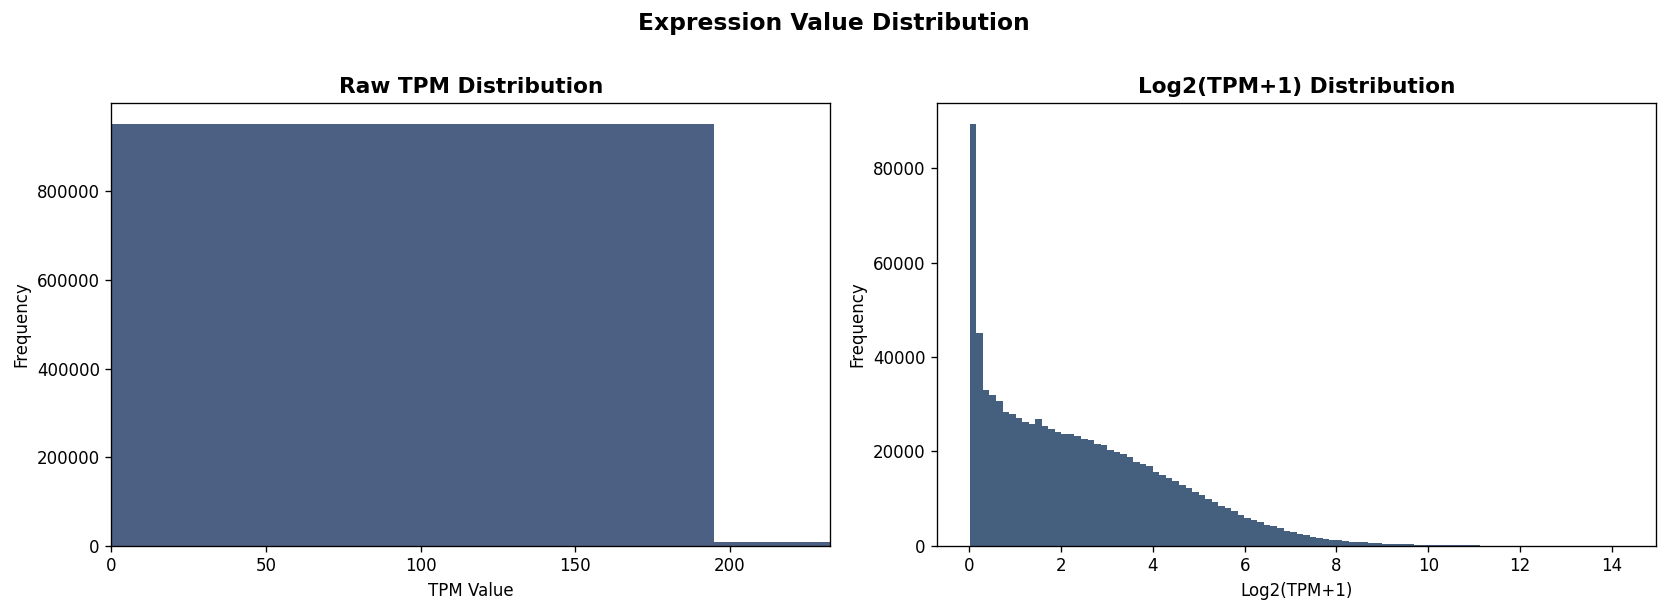 Expression Value Distribution
Raw TPM Distribution
Frequency
800000
600000
400000
200000
0
0 50 100 150 200
TPM Value
Log2(TPM+1) Distribution
Frequency
80000
60000
40000
20000
0
0 2 4 6 8 10 12 14
Log2(TPM+1)